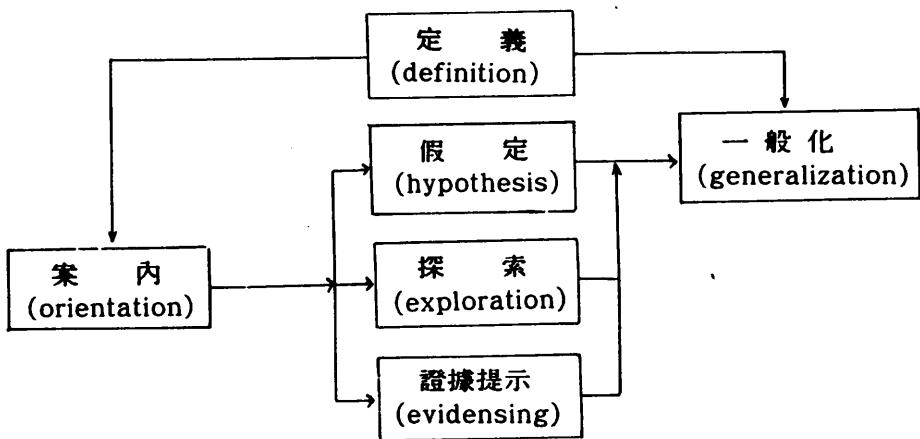 定 義
(definition)
假 定
(hypothesis)
一 般 化
(generalization)
案 內
(orientation)
探 索
(exploration)
證據提示
(evidensing)